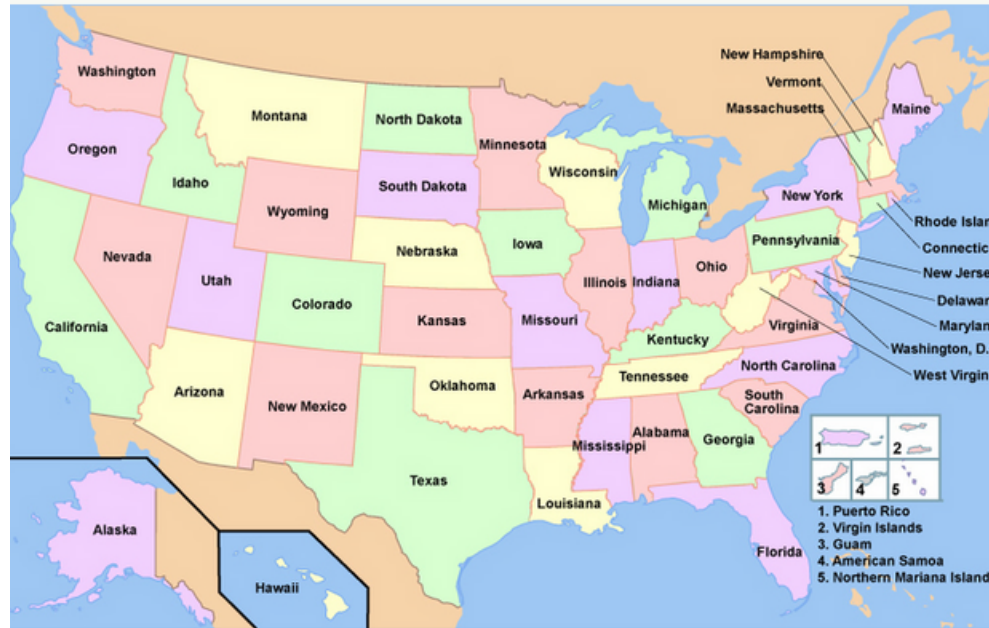 New Hampshire
Vermont
Massachusetts
Washington
Maine
Montana
North Dakota
Minnesota
Oregon
Wisconsin
Idaho
South Dakota
New York
Michigan
Wyoming
Rhode Islan
Pennsylvania
Iowa
Connectic
Nebraska
Nevada
Ohio
New Jerse
Utah
Illinois
Indiana
Colorado
Delawar
Kansas
Missouri
Virginia
Marylan
California
Kentucky
Washington, D.
North Carolina
West Virgin
Tennessee
Arizona
Oklahoma
Arkansas
South
Carolina
New Mexico
Alabama
Georgia
Mississippi
1
2
Texas
3
4
5
Louisiana
1. Puerto Rico
2. Virgin Islands
3. Guam
4. American Samoa
5. Northern Mariana Island
Alaska
Florida
Hawaii